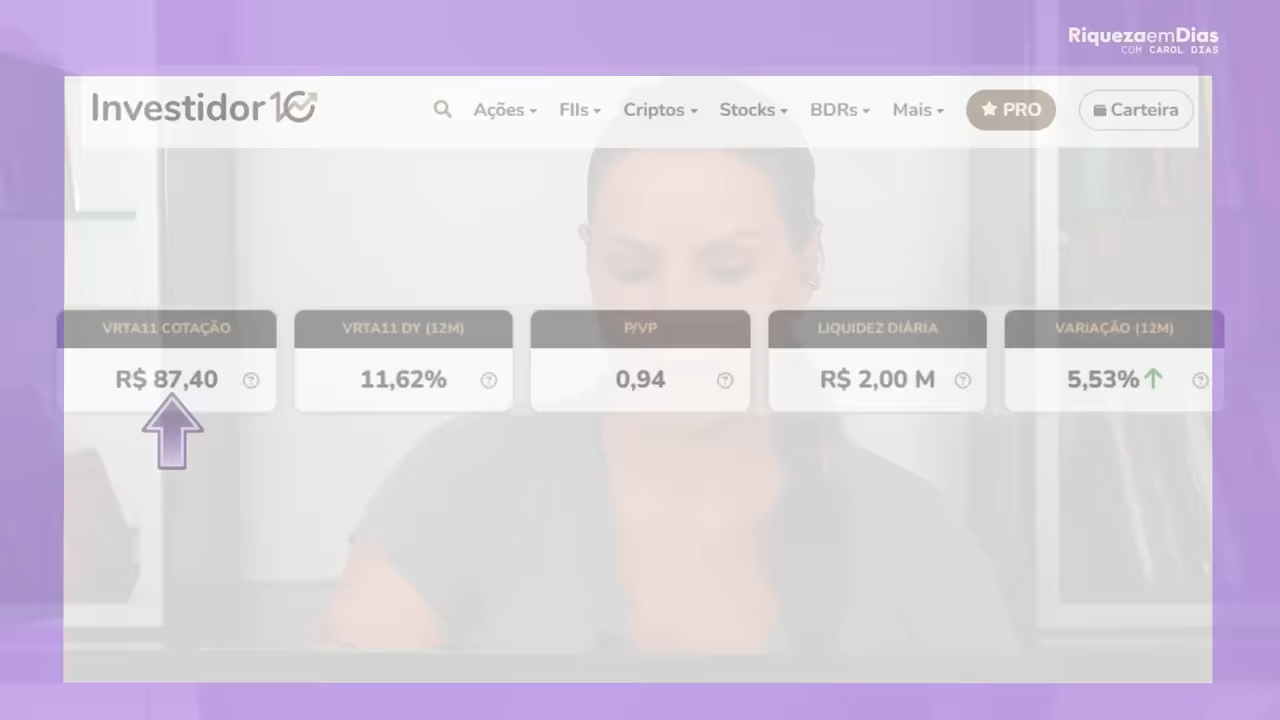 RiquezaemDias
COM CAROL DIAS
Investidor10
Ações
FIIs
Criptos
Stocks
BDRs
Mais
PRO
Carteira
VRTA11 COTAÇÃO
R$ 87,40
VRTA11 DY (12M)
11,62%
P/VP
0,94
LIQUIDEZ DIÁRIA
R$ 2,00 M
VARIAÇÃO (12M)
5,53%